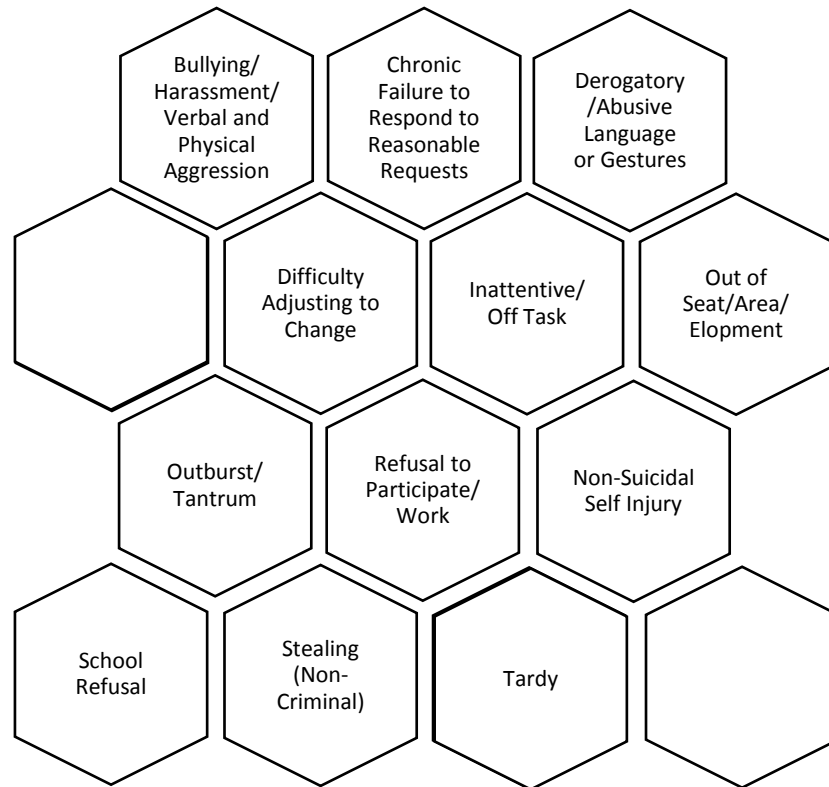 Bullying/
Harassment/
Verbal and
Physical
Aggression
Chronic
Failure to
Respond to
Reasonable
Requests
Derogatory
/Abusive
Language
or Gestures
Difficulty
Adjusting to
Change
Inattentive/
Off Task
Out of
Seat/Area/
Elopment
Outburst/
Tantrum
Refusal to
Participate/
Work
Non-Suicidal
Self Injury
School
Refusal
Stealing
(Non-
Criminal)
Tardy